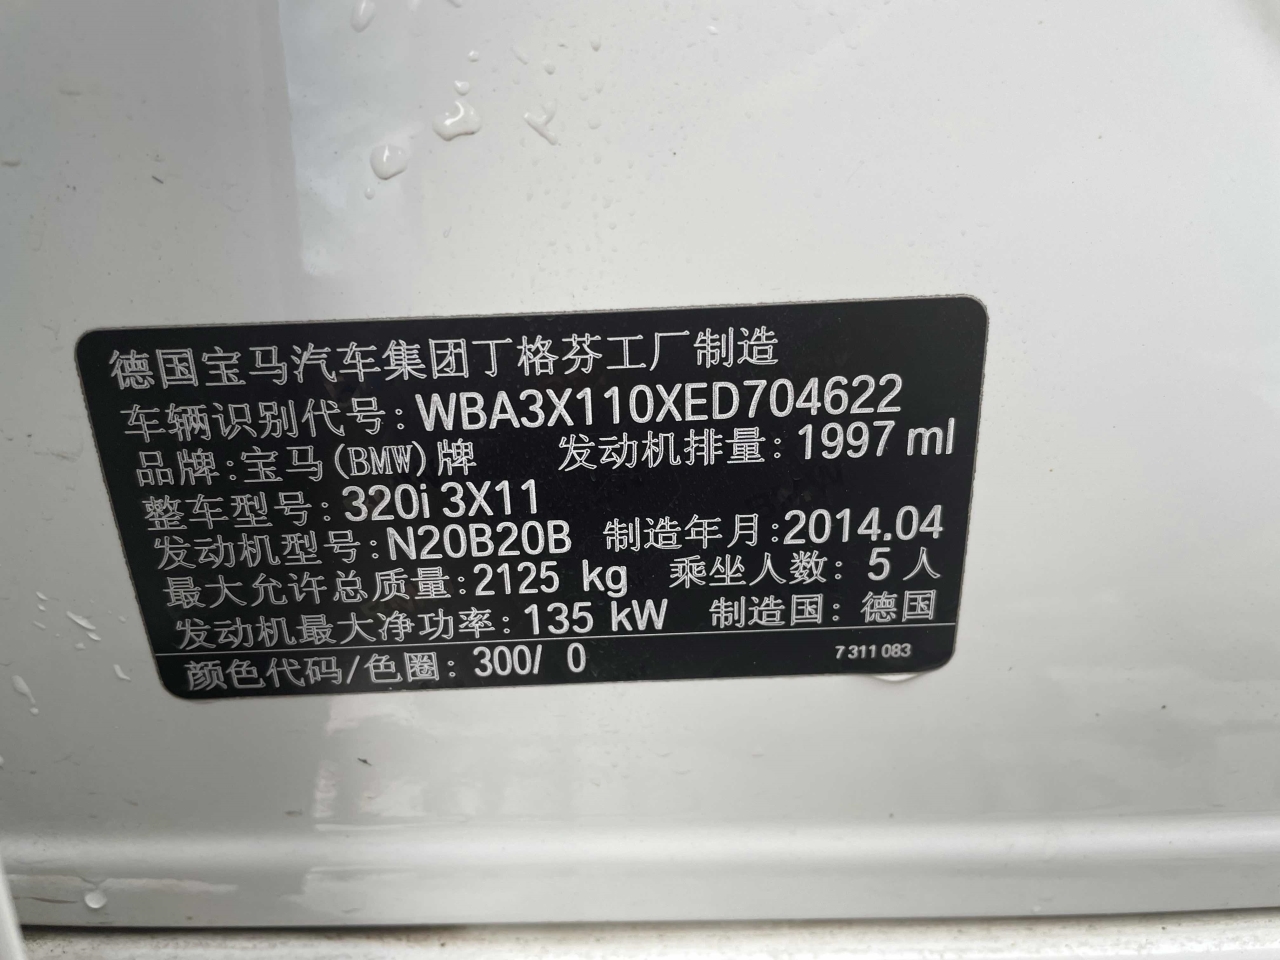 德国宝马汽车集团丁格芬工厂制造
车辆识别代号: WBA3X110XED704622
品牌: 宝马(BMW)牌 发动机排量: 1997 ml
整车型号: 320i 3X11
发动机型号: N20B20B 制造年月: 2014.04
最大允许总质量: 2125 kg 乘坐人数: 5 人
发动机最大净功率: 135 kW 制造国: 德国
颜色代码/色圈: 300/ 0 7 311 083